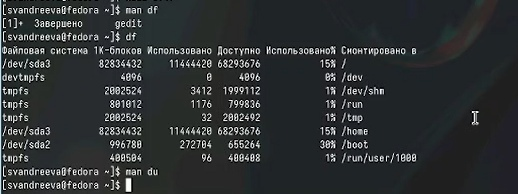 [svandreeva@fedora ~]$ man df
[1]+  Завершено     gedit
[svandreeva@fedora ~]$ df
Файловая система 1K-блоков Использовано Доступно Использовано% Смонтировано в
/dev/sda3 82834432 11444420 68293676 15% /
devtmpfs 4096 0 4096 0% /dev
tmpfs 2002524 3412 1999112 1% /dev/shm
tmpfs 801012 1176 799836 1% /run
tmpfs 2002524 32 2002492 1% /tmp
/dev/sda3 82834432 11444420 68293676 15% /home
/dev/sda2 996780 272704 655264 30% /boot
tmpfs 400504 96 400408 1% /run/user/1000
[svandreeva@fedora ~]$ man du
[svandreeva@fedora ~]$